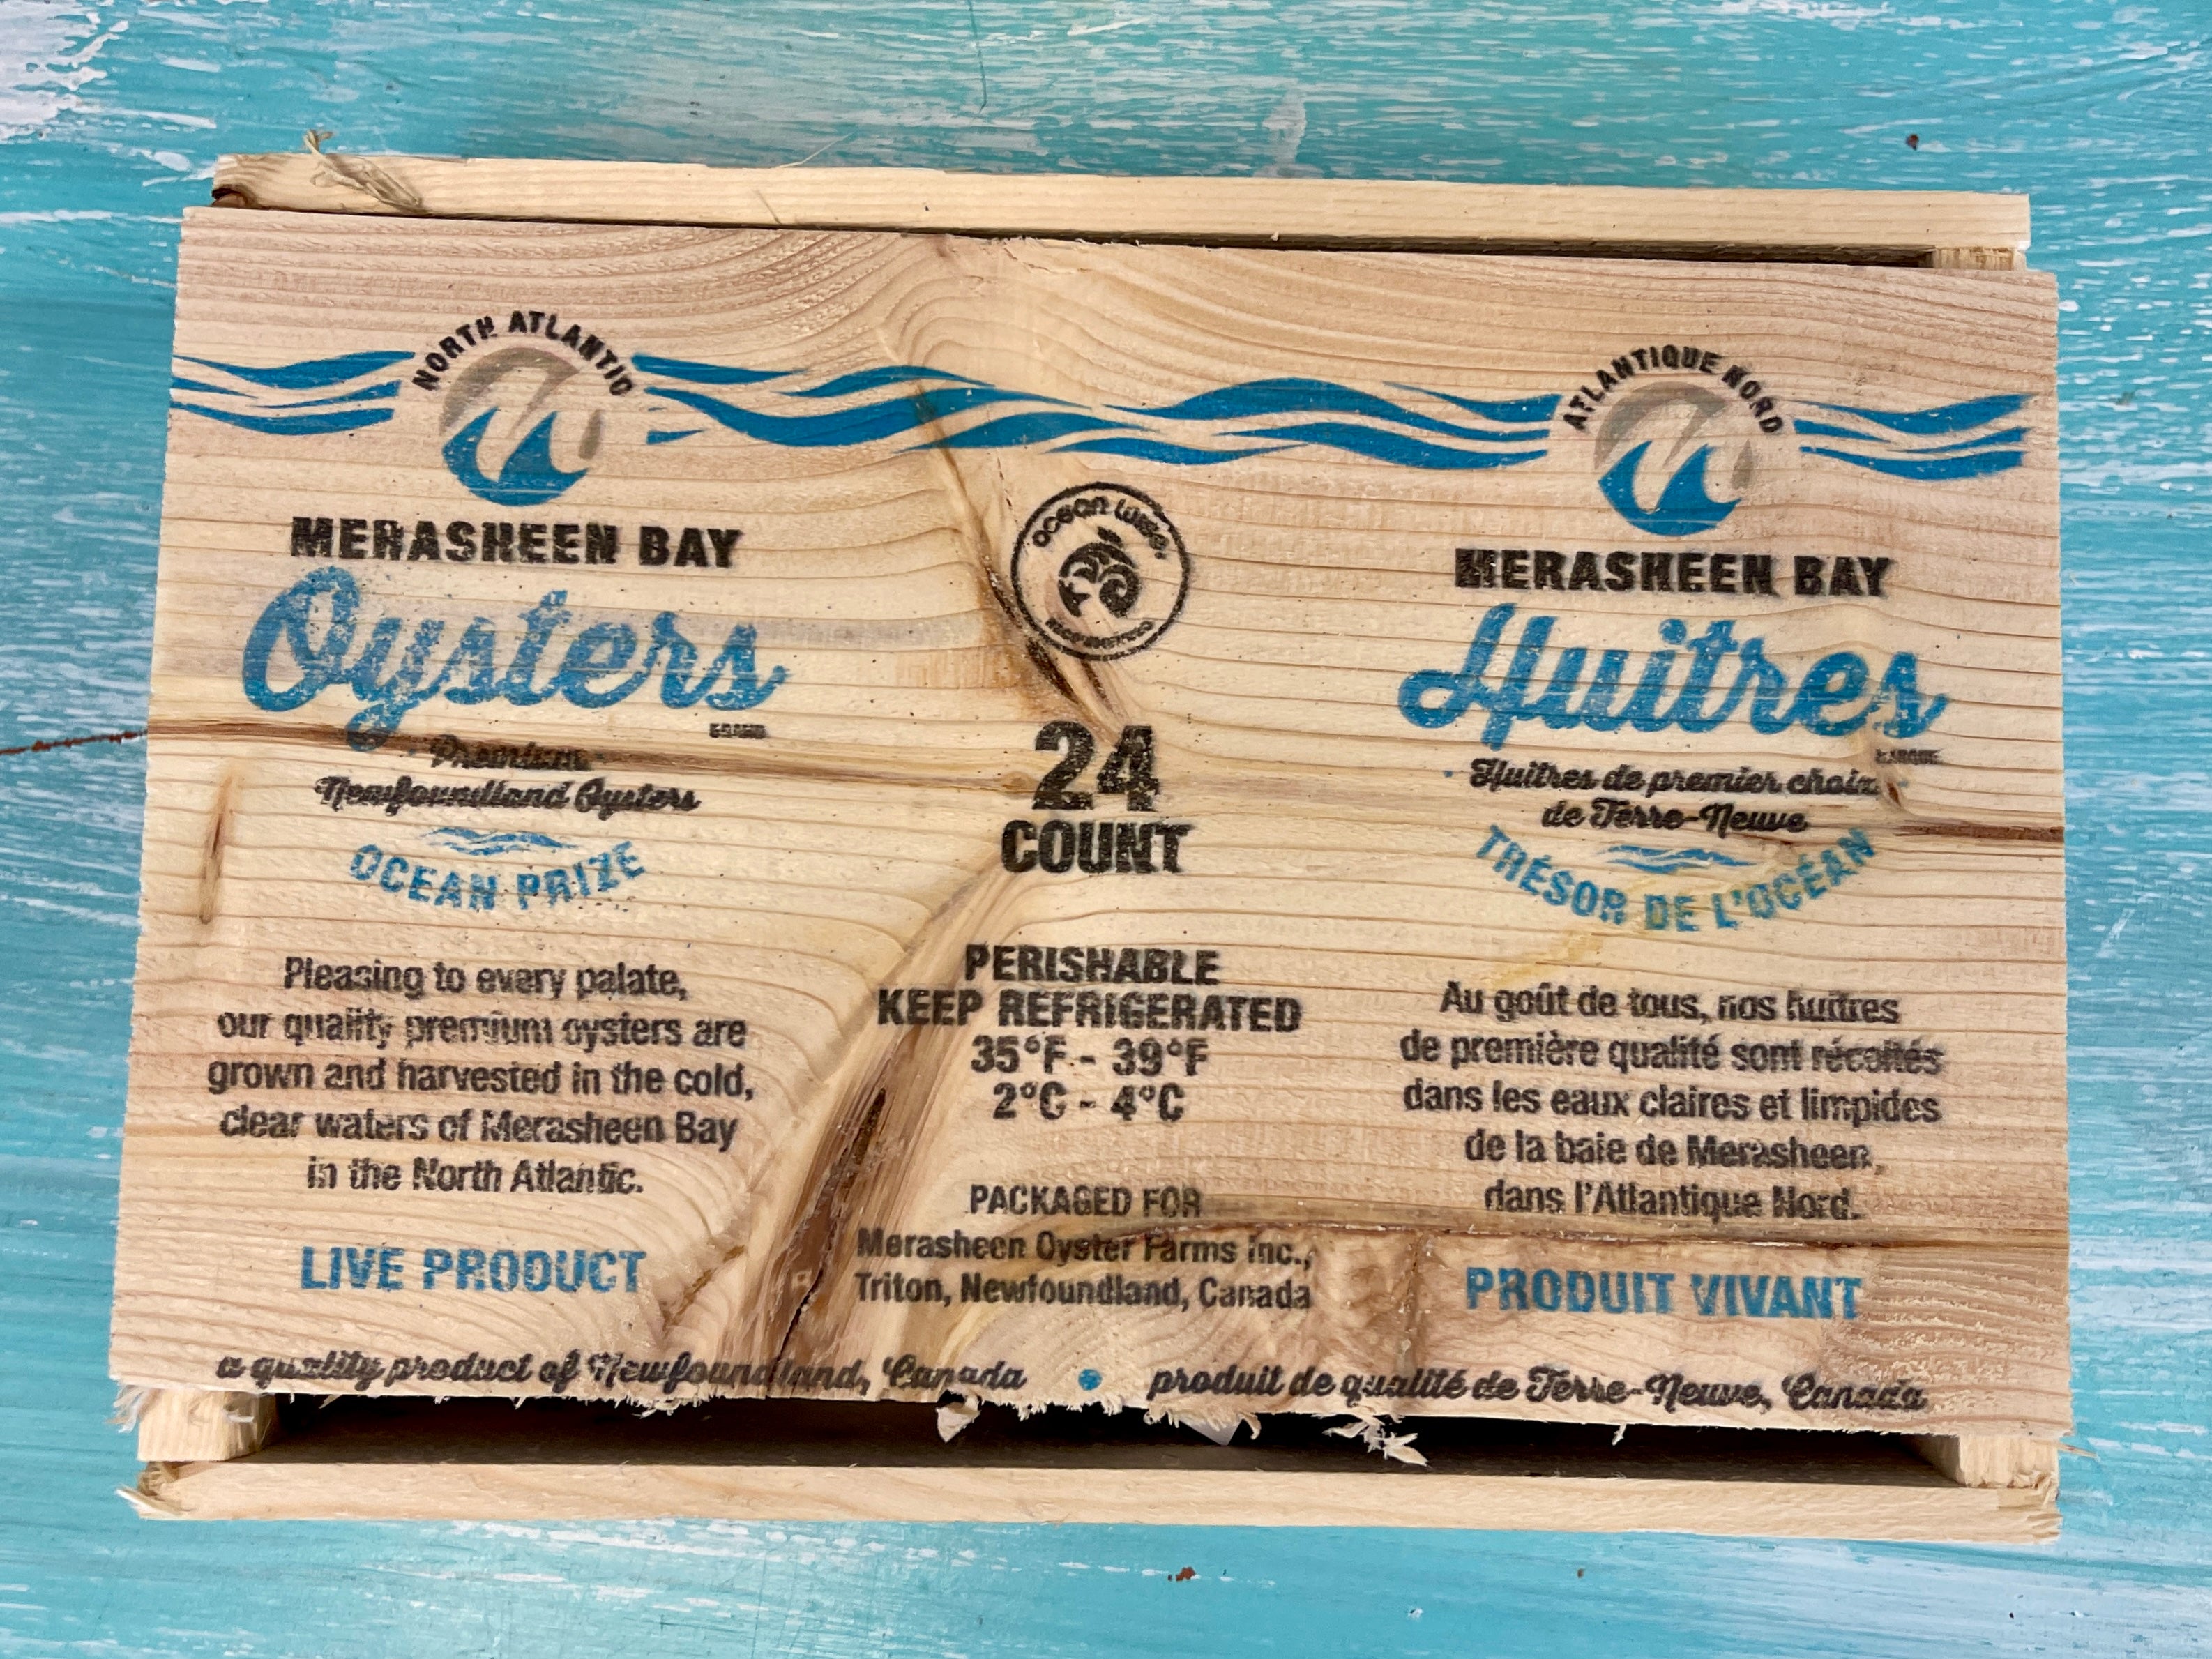 NORTH ATLANTIC
MERASHEEN BAY
Oysters
BRAND
Premium
Newfoundland Oysters
OCEAN PRIZE
Pleasing to every palate,
our quality premium oysters are
grown and harvested in the cold,
clear waters of Merasheen Bay
in the North Atlantic.
LIVE PRODUCT
ocean wise.
RECOMMENDED
24
COUNT
PERISHABLE
KEEP REFRIGERATED
35°F - 39°F
2°C - 4°C
PACKAGED FOR
Merasheen Oyster Farms Inc.,
Triton, Newfoundland, Canada
ATLANTIQUE NORD
MERASHEEN BAY
Huitres
MARQUE
Huitres de premier choix
de Terre-Neuve
TRÉSOR DE L'OCÉAN
Au goût de tous, nos huitres
de première qualité sont récoltés
dans les eaux claires et limpides
de la baie de Merasheen,
dans l'Atlantique Nord.
PRODUIT VIVANT
a quality product of Newfoundland, Canada • produit de qualité de Terre-Neuve, Canada